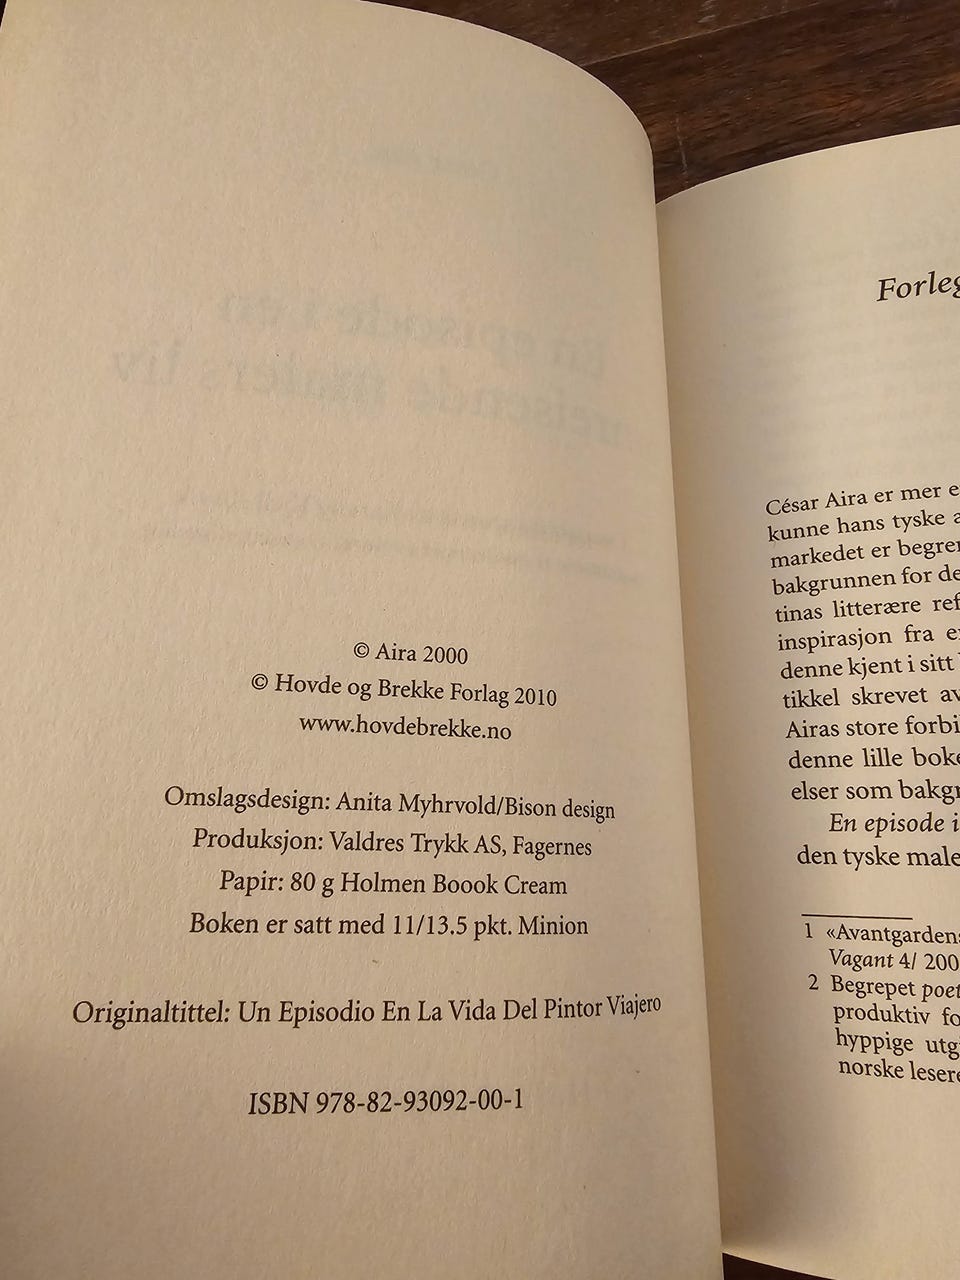 © Aira 2000
© Hovde og Brekke Forlag 2010
www.hovdebrekke.no
Omslagsdesign: Anita Myhrvold/Bison design
Produksjon: Valdres Trykk AS, Fagernes
Papir: 80 g Holmen Boook Cream
Boken er satt med 11/13.5 pkt. Minion
Originaltittel: Un Episodio En La Vida Del Pintor Viajero
ISBN 978-82-93092-00-1
Forleg
César Aira er mer e
kunne hans tyske a
markedet er begre
bakgrunnen for de
tinas litterære ref
inspirasjon fra e
denne kjent i sitt
tikkel skrevet av
Airas store forbi
denne lille boke
elser som bakgr
En episode i
den tyske male
1 «Avantgarden
Vagant 4/ 200
2 Begrepet poet
produktiv fo
hyppige utg
norske lesere